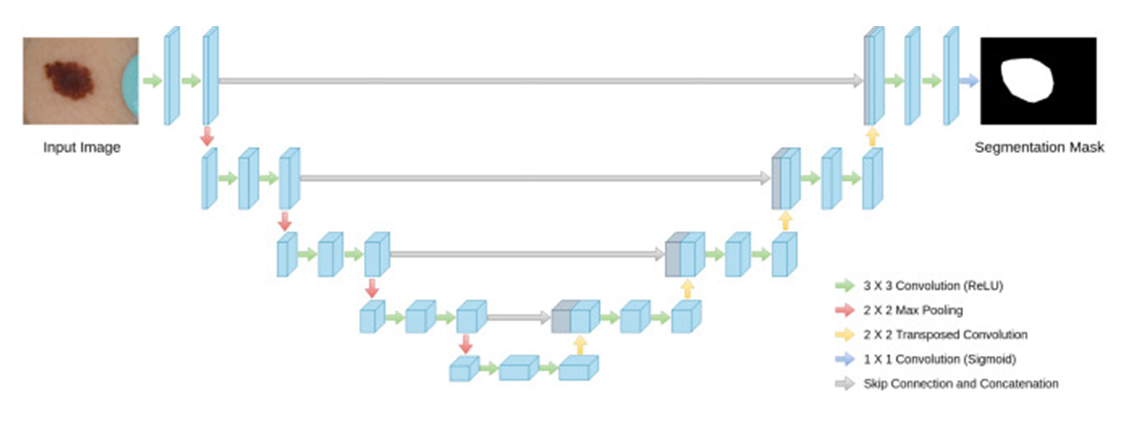 Input Image
Segmentation Mask
3 X 3 Convolution (ReLU)
2 X 2 Max Pooling
2 X 2 Transposed Convolution
1 X 1 Convolution (Sigmoid)
Skip Connection and Concatenation